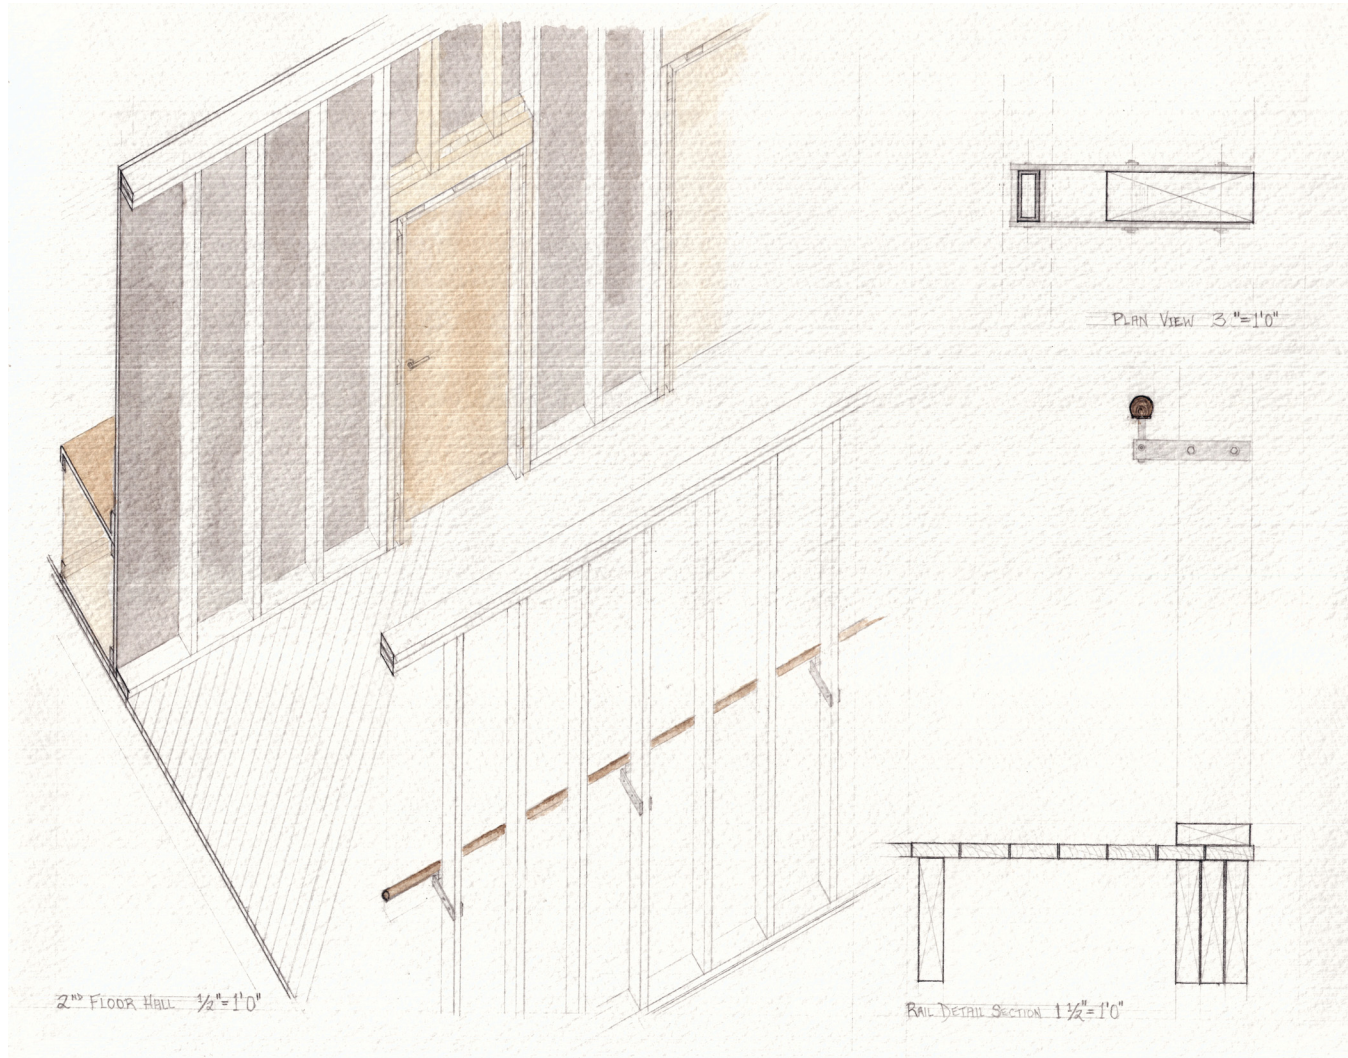 PLAN VIEW 3"=1'0"
2ND FLOOR HALL 1/2"=1'0"
RAIL DETAIL SECTION 1 1/2"=1'0"